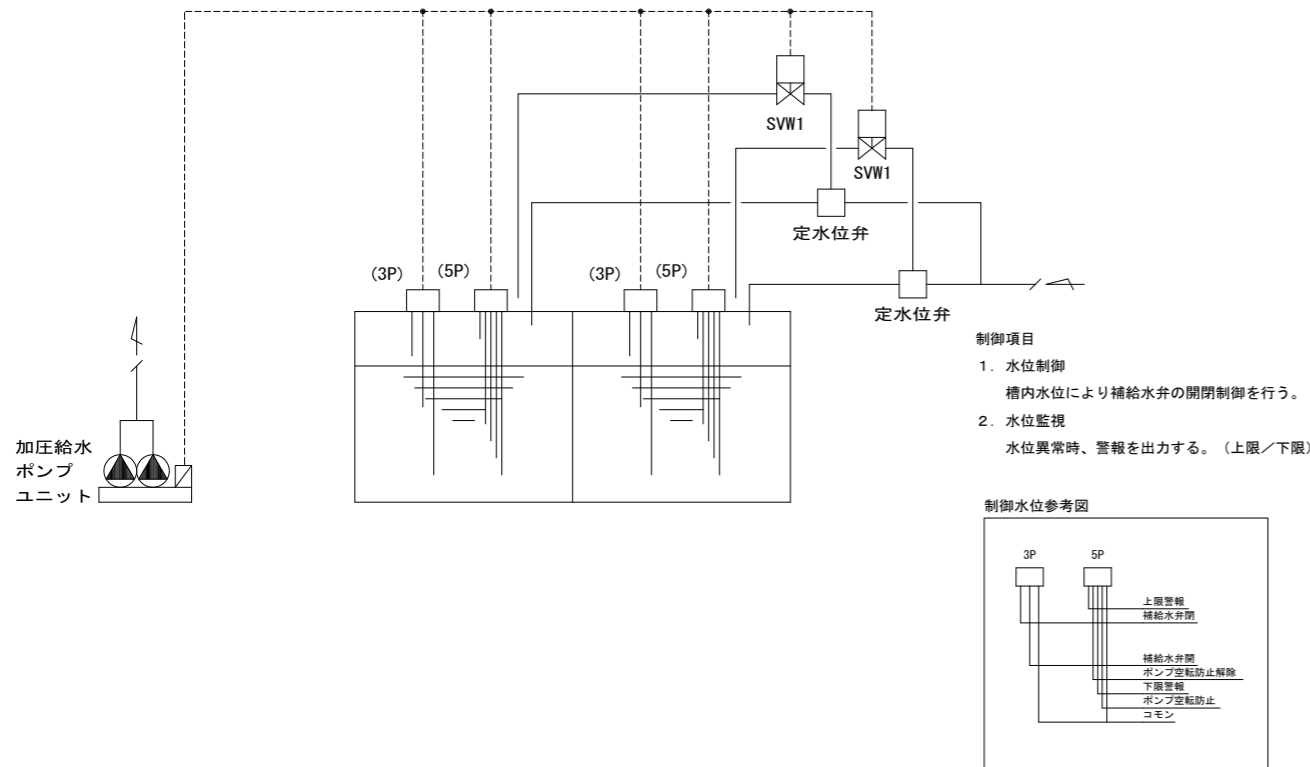 SVW1
SVW1
定水位弁
(3P)
(5P)
(3P)
(5P)
定水位弁
制御項目
1. 水位制御
槽内水位により補給水弁の開閉制御を行う。
2. 水位監視
水位異常時、警報を出力する。（上限／下限）
加圧給水
ポンプ
ユニット
制御水位参考図
3P
5P
上限警報
補給水弁閉
補給水弁開
ポンプ空転防止解除
下限警報
ポンプ空転防止
コモン